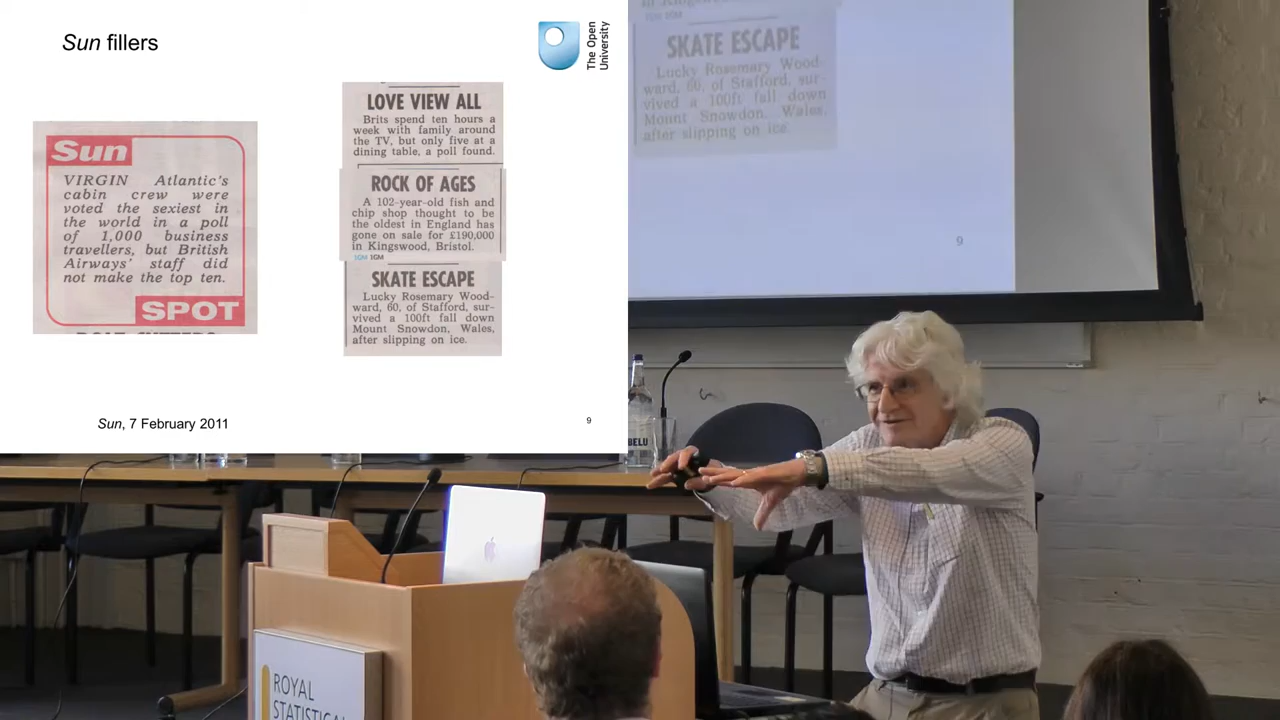 Sun fillers
The Open
University
Sun
VIRGIN Atlantic's
cabin crew were
voted the sexiest in
the world in a poll
of 1,000 business
travellers, but British
Airways' staff did
not make the top ten.
SPOT
LOVE VIEW ALL
Brits spend ten hours a
week with family around
the TV, but only five at a
dining table, a poll found.
ROCK OF AGES
A 102-year-old fish and
chip shop thought to be
the oldest in England has
gone on sale for £190,000
in Kingswood, Bristol.
1GM 1GM
SKATE ESCAPE
Lucky Rosemary Wood-
ward, 60, of Stafford, sur-
vived a 100ft fall down
Mount Snowdon, Wales,
after slipping on ice.
Sun, 7 February 2011
9
SKATE ESCAPE
Lucky Rosemary Wood-
ward, 60, of Stafford, sur-
vived a 100ft fall down
Mount Snowdon, Wales,
after slipping on ice.
9
BELU
ROYAL
STATISTICAL